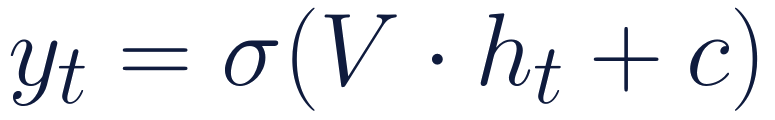 y_t = σ(V · h_t + c)